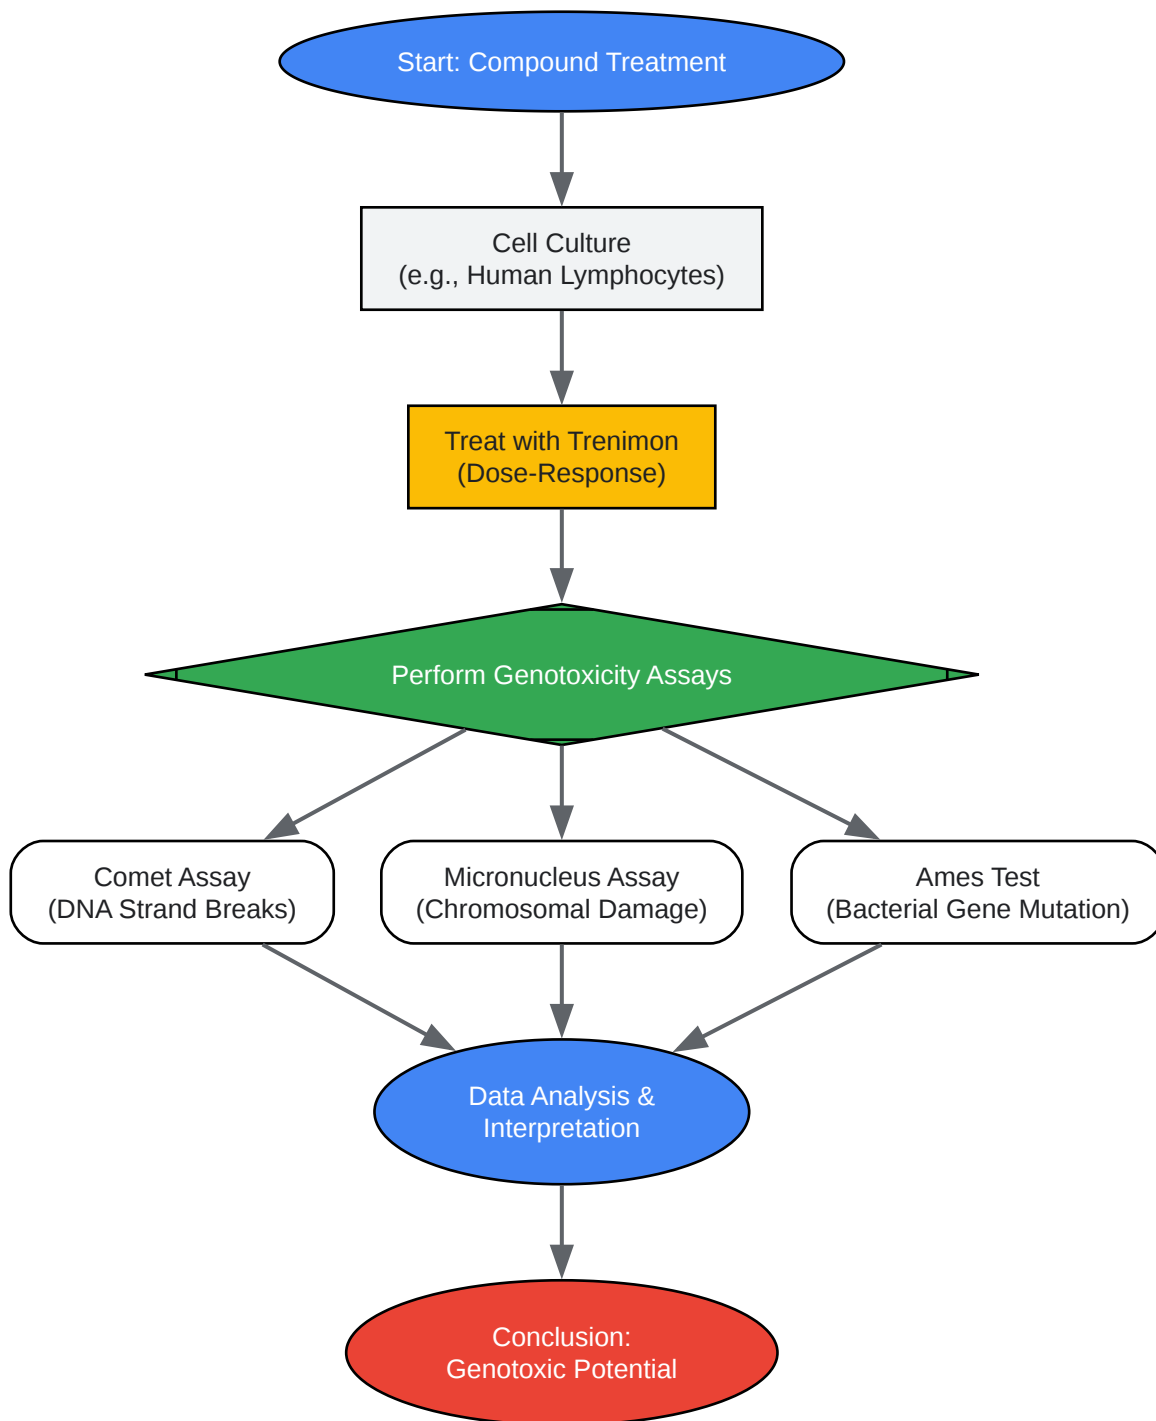 Start: Compound Treatment
Cell Culture
(e.g., Human Lymphocytes)
Treat with Trenimon
(Dose-Response)
Perform Genotoxicity Assays
Comet Assay
(DNA Strand Breaks)
Micronucleus Assay
(Chromosomal Damage)
Ames Test
(Bacterial Gene Mutation)
Data Analysis &
Interpretation
Conclusion:
Genotoxic Potential